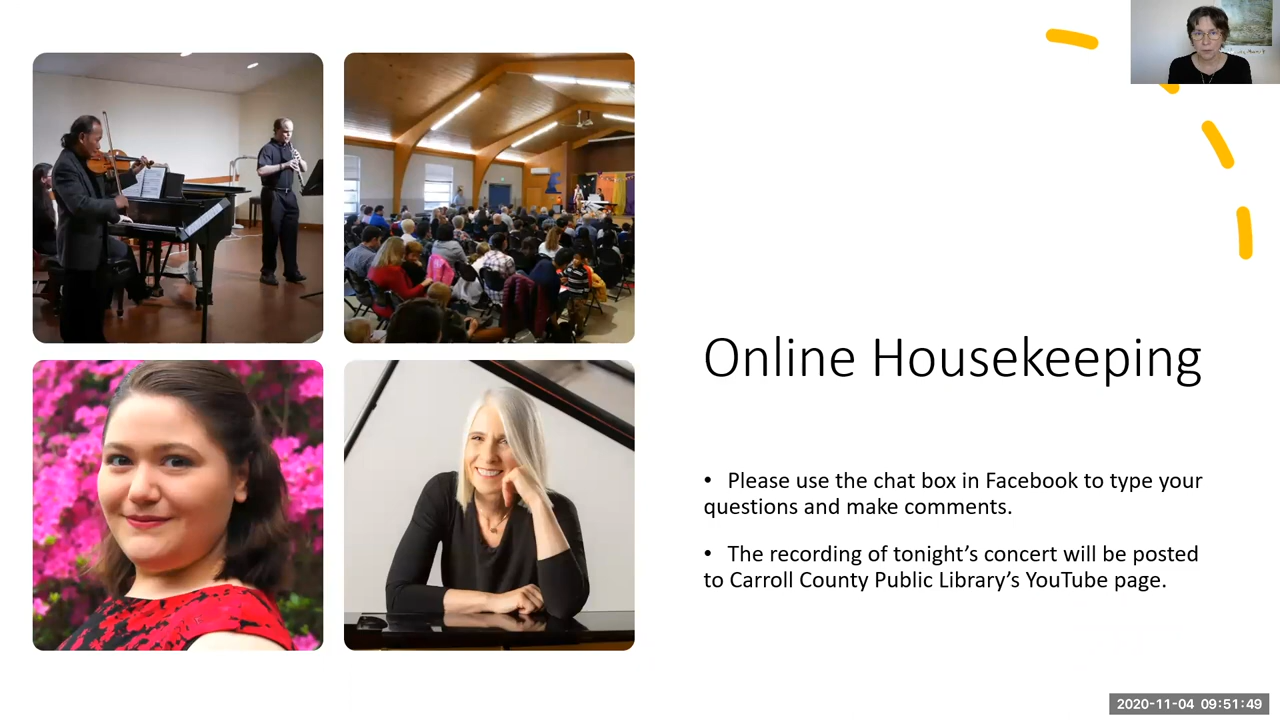 Online Housekeeping
• Please use the chat box in Facebook to type your
questions and make comments.
• The recording of tonight’s concert will be posted
to Carroll County Public Library’s YouTube page.
2020-11-04 09:51:49